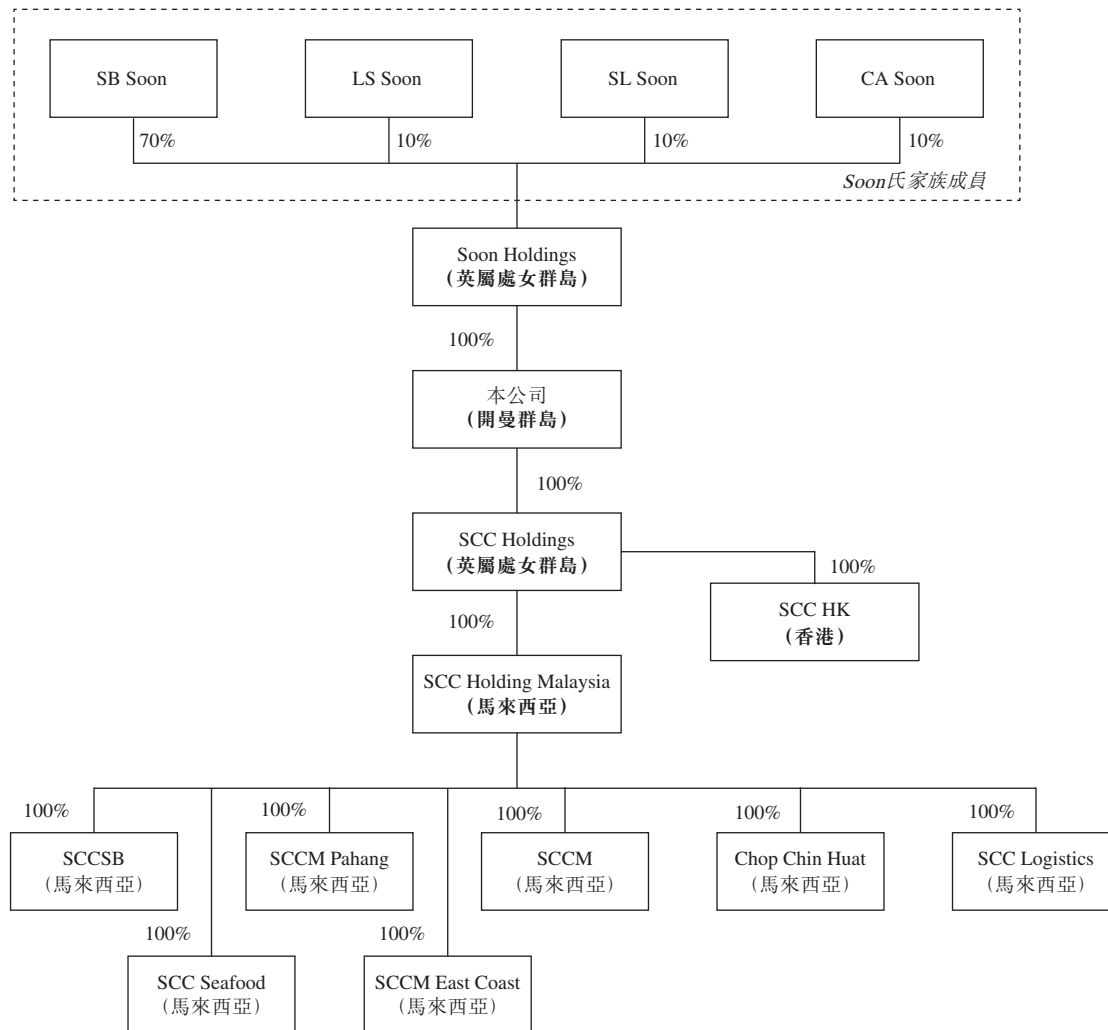 SB Soon
LS Soon
SL Soon
CA Soon
70%
10%
10%
10%
Soon氏家族成員
Soon Holdings
(英屬處女群島)
100%
本公司
(開曼群島)
100%
SCC Holdings
(英屬處女群島)
100%
SCC HK
(香港)
100%
SCC Holding Malaysia
(馬來西亞)
100%
100%
100%
100%
100%
SCCSB
(馬來西亞)
SCCM Pahang
(馬來西亞)
SCCM
(馬來西亞)
Chop Chin Huat
(馬來西亞)
SCC Logistics
(馬來西亞)
100%
100%
SCC Seafood
(馬來西亞)
SCCM East Coast
(馬來西亞)